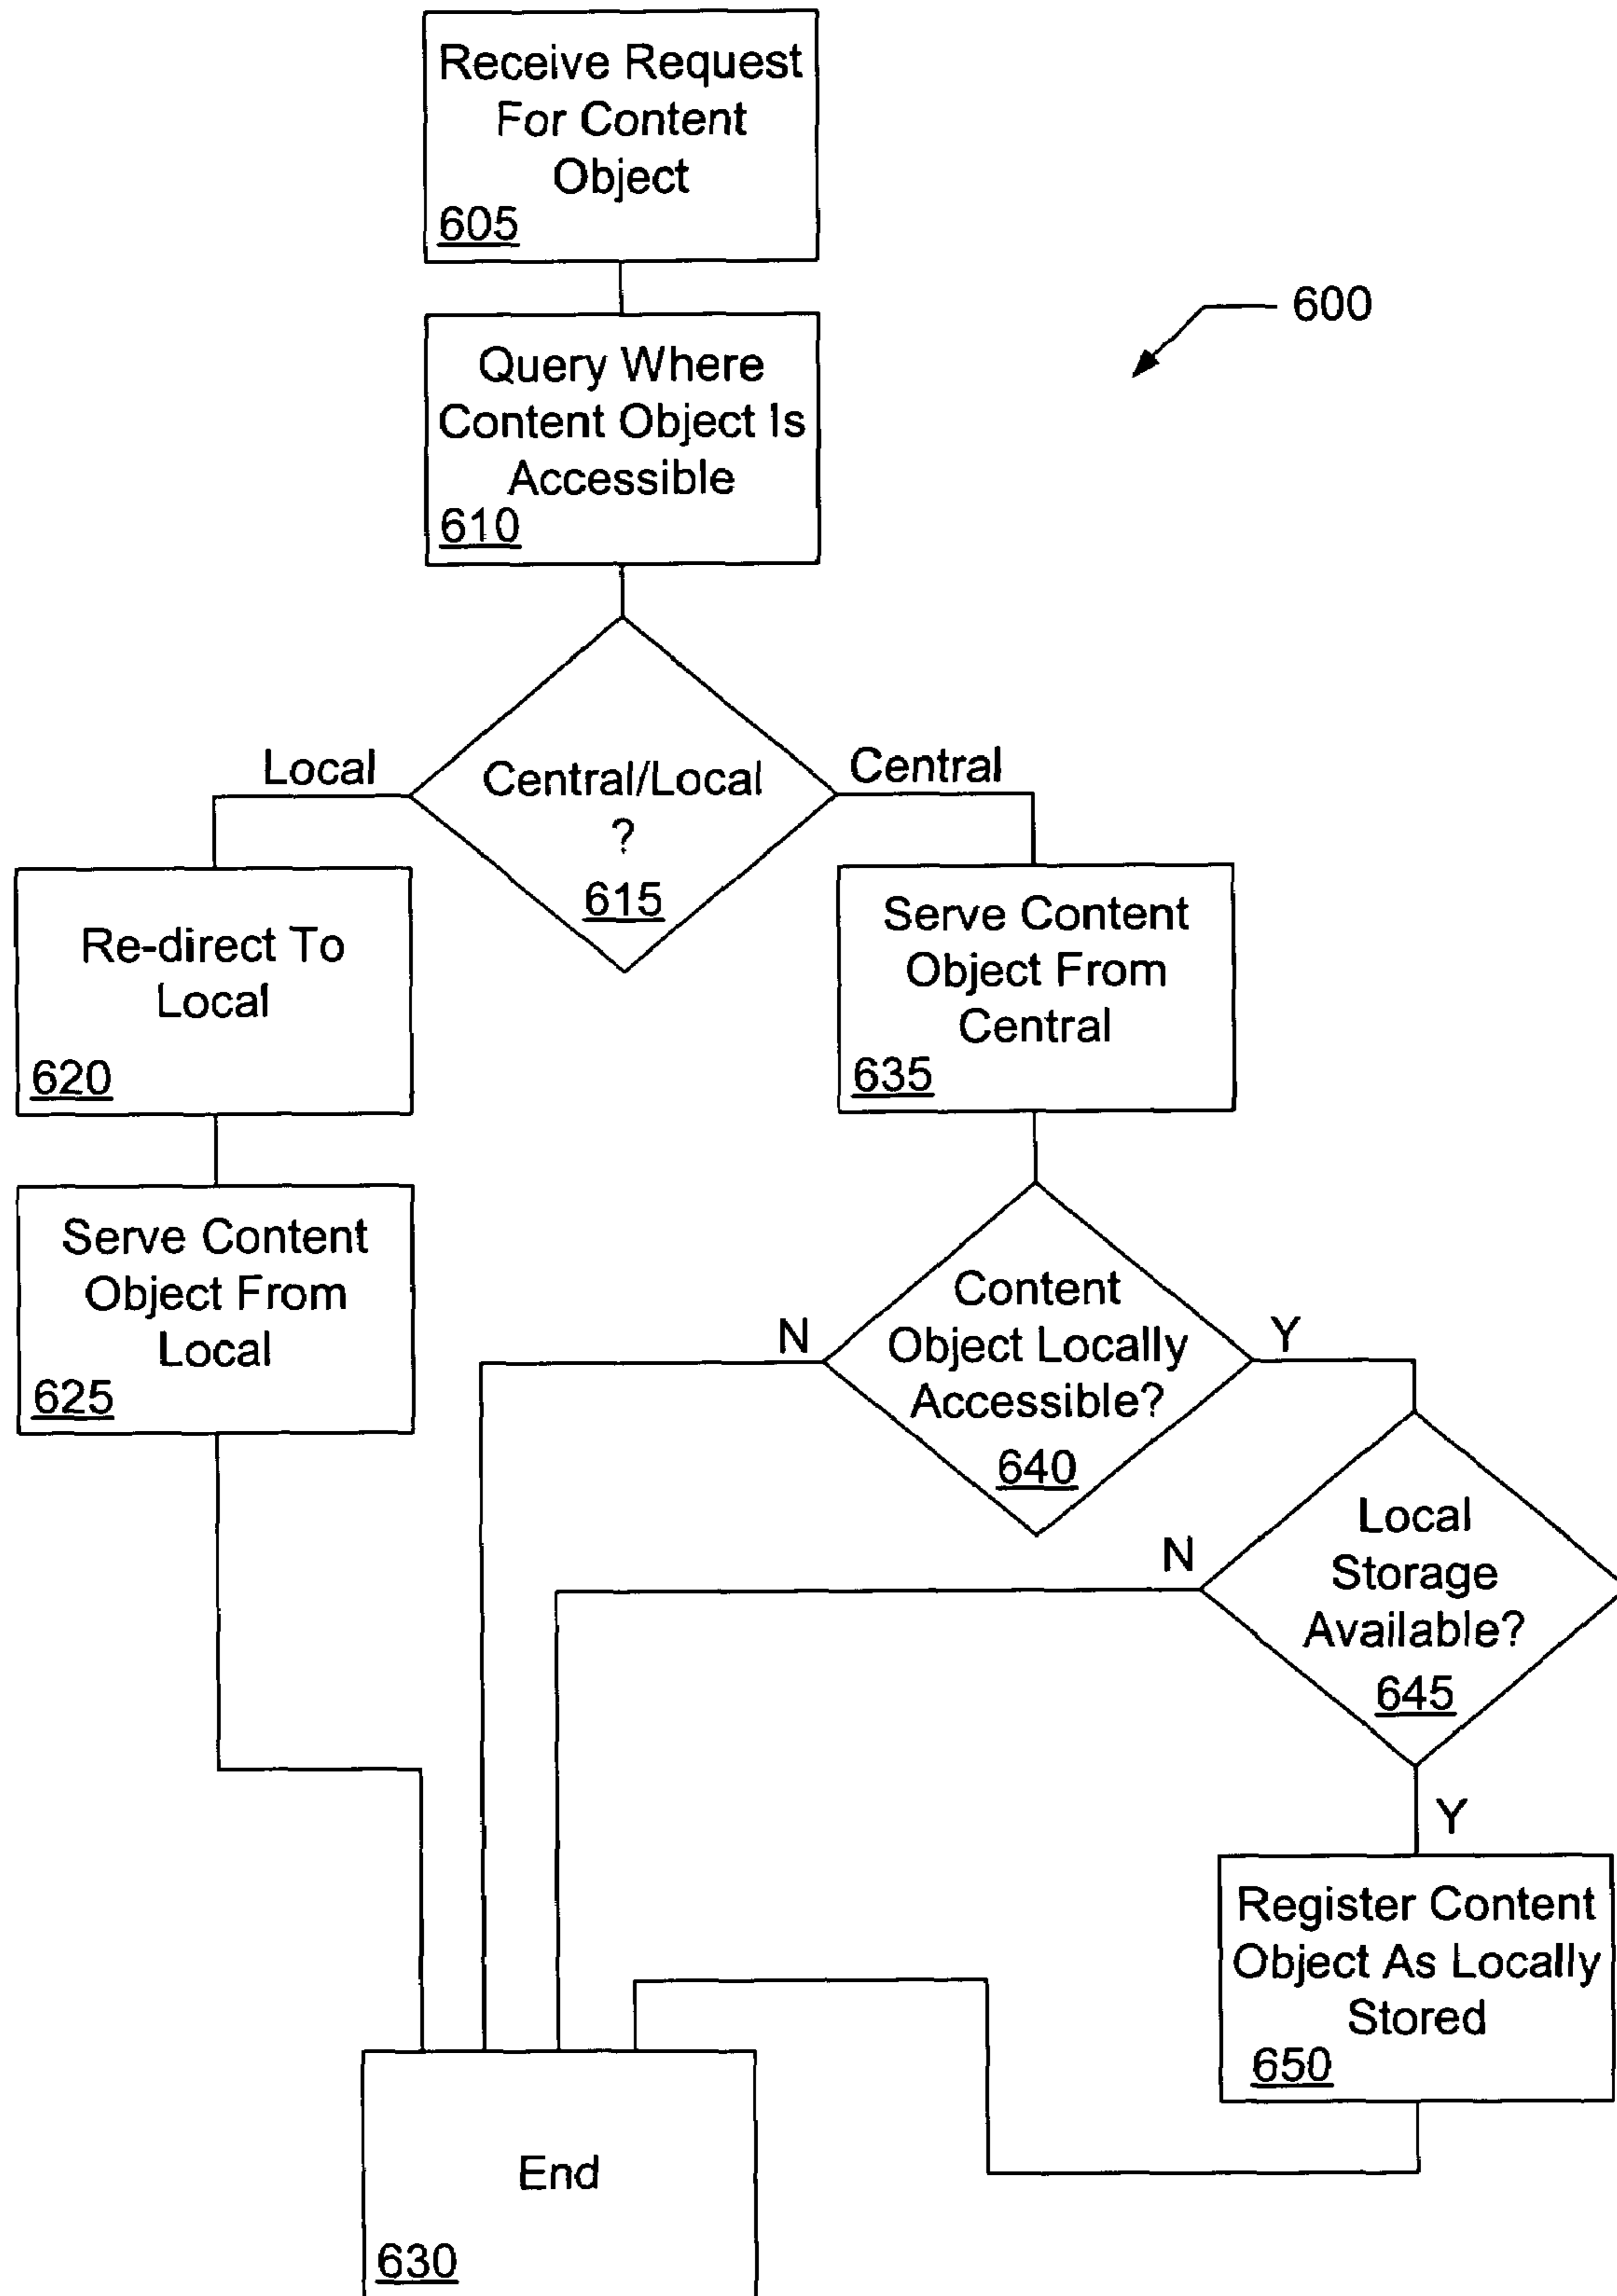 Receive Request
For Content
Object
605
600
Query Where
Content Object Is
Accessible
610
Local
Central/Local
?
615
Central
Re-direct To
Local
620
Serve Content
Object From
Central
635
Serve Content
Object From
Local
625
N
Content
Object Locally
Accessible?
640
Y
N
Local
Storage
Available?
645
Y
Register Content
Object As Locally
Stored
650
End
630